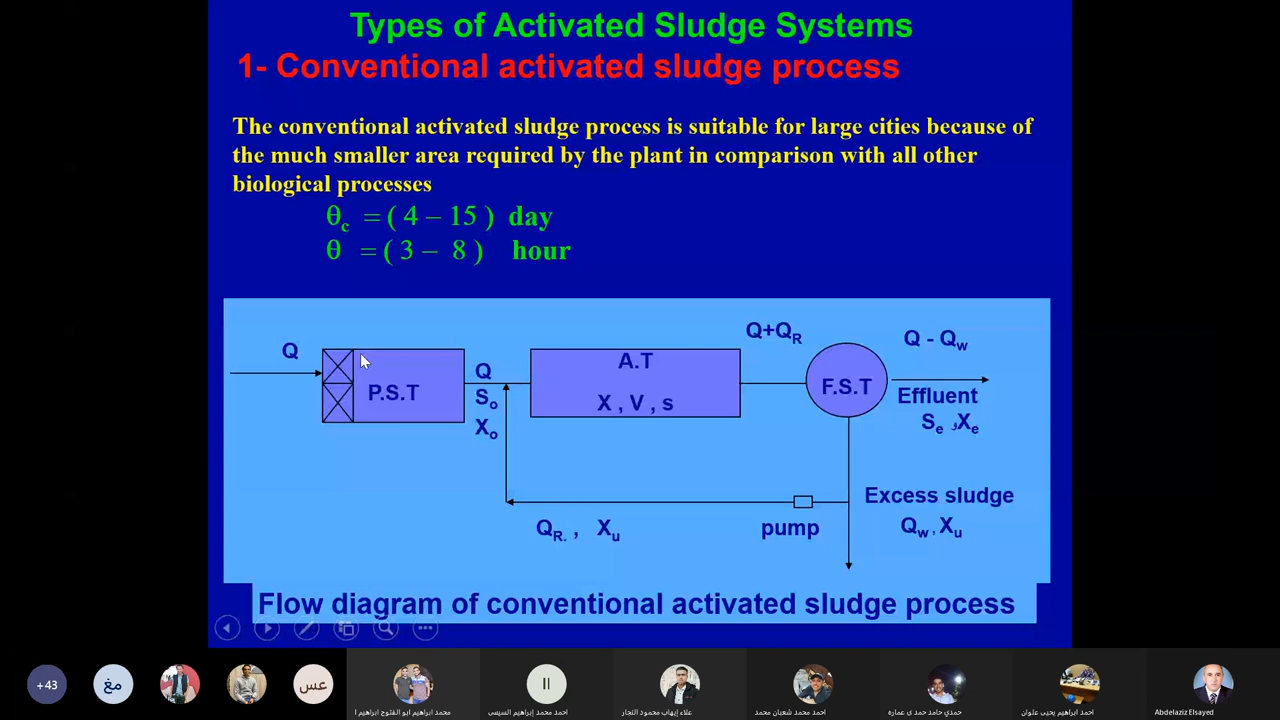 Types of Activated Sludge Systems
1- Conventional activated sludge process
The conventional activated sludge process is suitable for large cities because of
the much smaller area required by the plant in comparison with all other
biological processes
θc = ( 4 – 15 ) day
θ = ( 3 – 8 ) hour
Q
P.S.T
Q
So
Xo
A.T
X , V , s
Q+QR
F.S.T
Q - Qw
Effluent
Se و Xe
QR. , Xu
pump
Excess sludge
Qw , Xu
Flow diagram of conventional activated sludge process
+43
مغ
عس
محمد ابراهيم ابو الفتوح ابراهيم ا
احمد محمد إبراهيم السيسى
علاء إيهاب محمود النجار
احمد محمد شعبان محمد
حمدي حامد حمد ى عماره
احمد ابراهيم يحيى علوان
Abdelaziz Elsayed